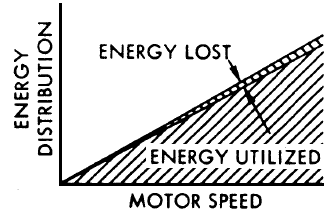 ENERGY LOST
ENERGY
DISTRIBUTION
ENERGY UTILIZED
MOTOR SPEED